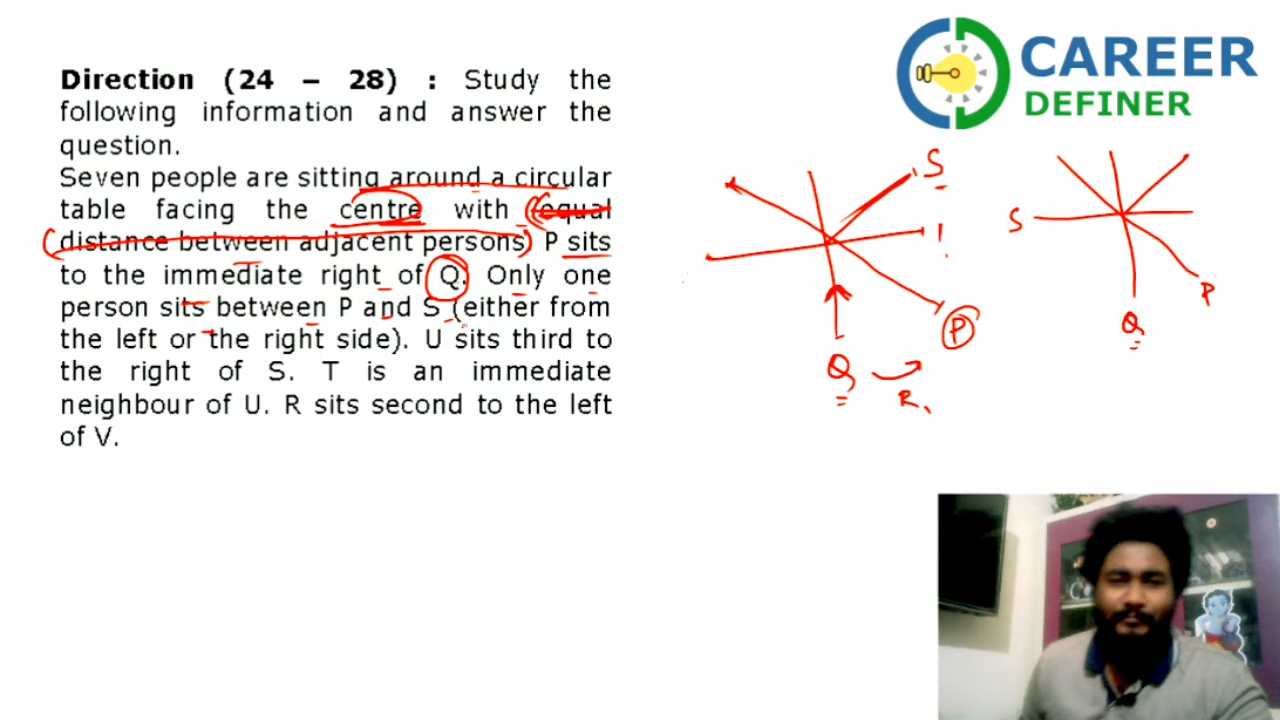 Direction (24 – 28) : Study the
following information and answer the
question.
Seven people are sitting around a circular
table facing the centre with (equal
distance between adjacent persons) P sits
to the immediate right of Q. Only one
person sits between P and S (either from
the left or the right side). U sits third to
the right of S. T is an immediate
neighbour of U. R sits second to the left
of V.
CAREER
DEFINER
S
P
Q
R
S
P
Q